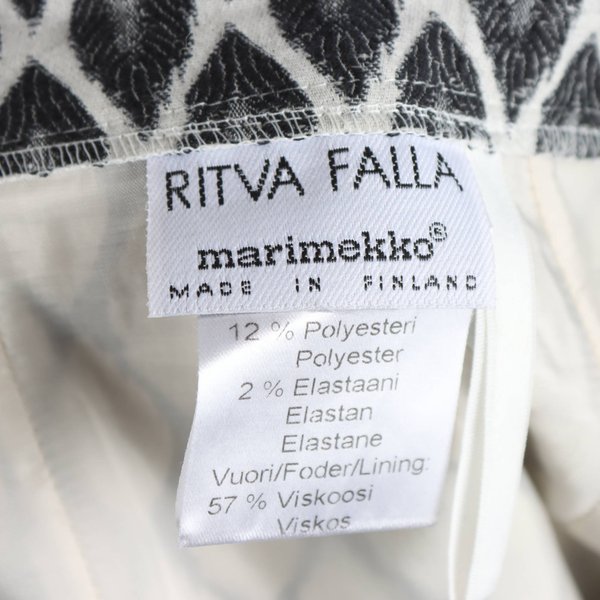 RITVA FALLA
marimekko®
MADE IN FINLAND
12 % Polyesteri
Polyester
2 % Elastaani
Elastan
Elastane
Vuori/Foder/Lining:
57 % Viskoosi
Viskos